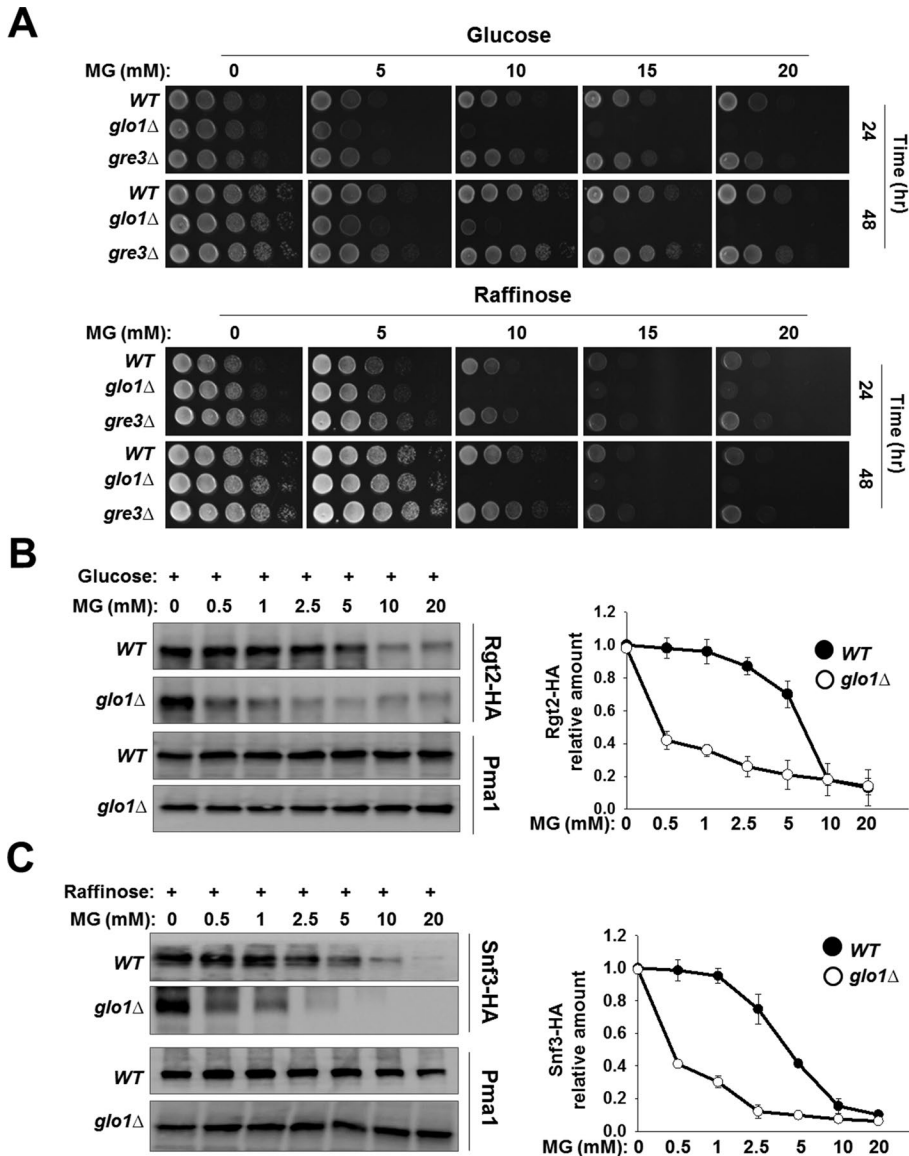 A
Glucose
MG (mM): 0 5 10 15 20
WT
glo1Δ
gre3Δ
24
WT
glo1Δ
gre3Δ
48
Time (hr)
Raffinose
MG (mM): 0 5 10 15 20
WT
glo1Δ
gre3Δ
24
WT
glo1Δ
gre3Δ
48
Time (hr)
B
Glucose: + + + + + + +
MG (mM): 0 0.5 1 2.5 5 10 20
WT
glo1Δ
Rgt2-HA
WT
glo1Δ
Pma1
Rgt2-HA
relative amount
1.2
1.0
0.8
0.6
0.4
0.2
0.0
WT
glo1Δ
MG (mM): 0 0.5 1 2.5 5 10 20
C
Raffinose: + + + + + + +
MG (mM): 0 0.5 1 2.5 5 10 20
WT
glo1Δ
Snf3-HA
WT
glo1Δ
Pma1
Snf3-HA
relative amount
1.2
1.0
0.8
0.6
0.4
0.2
0.0
WT
glo1Δ
MG (mM): 0 0.5 1 2.5 5 10 20